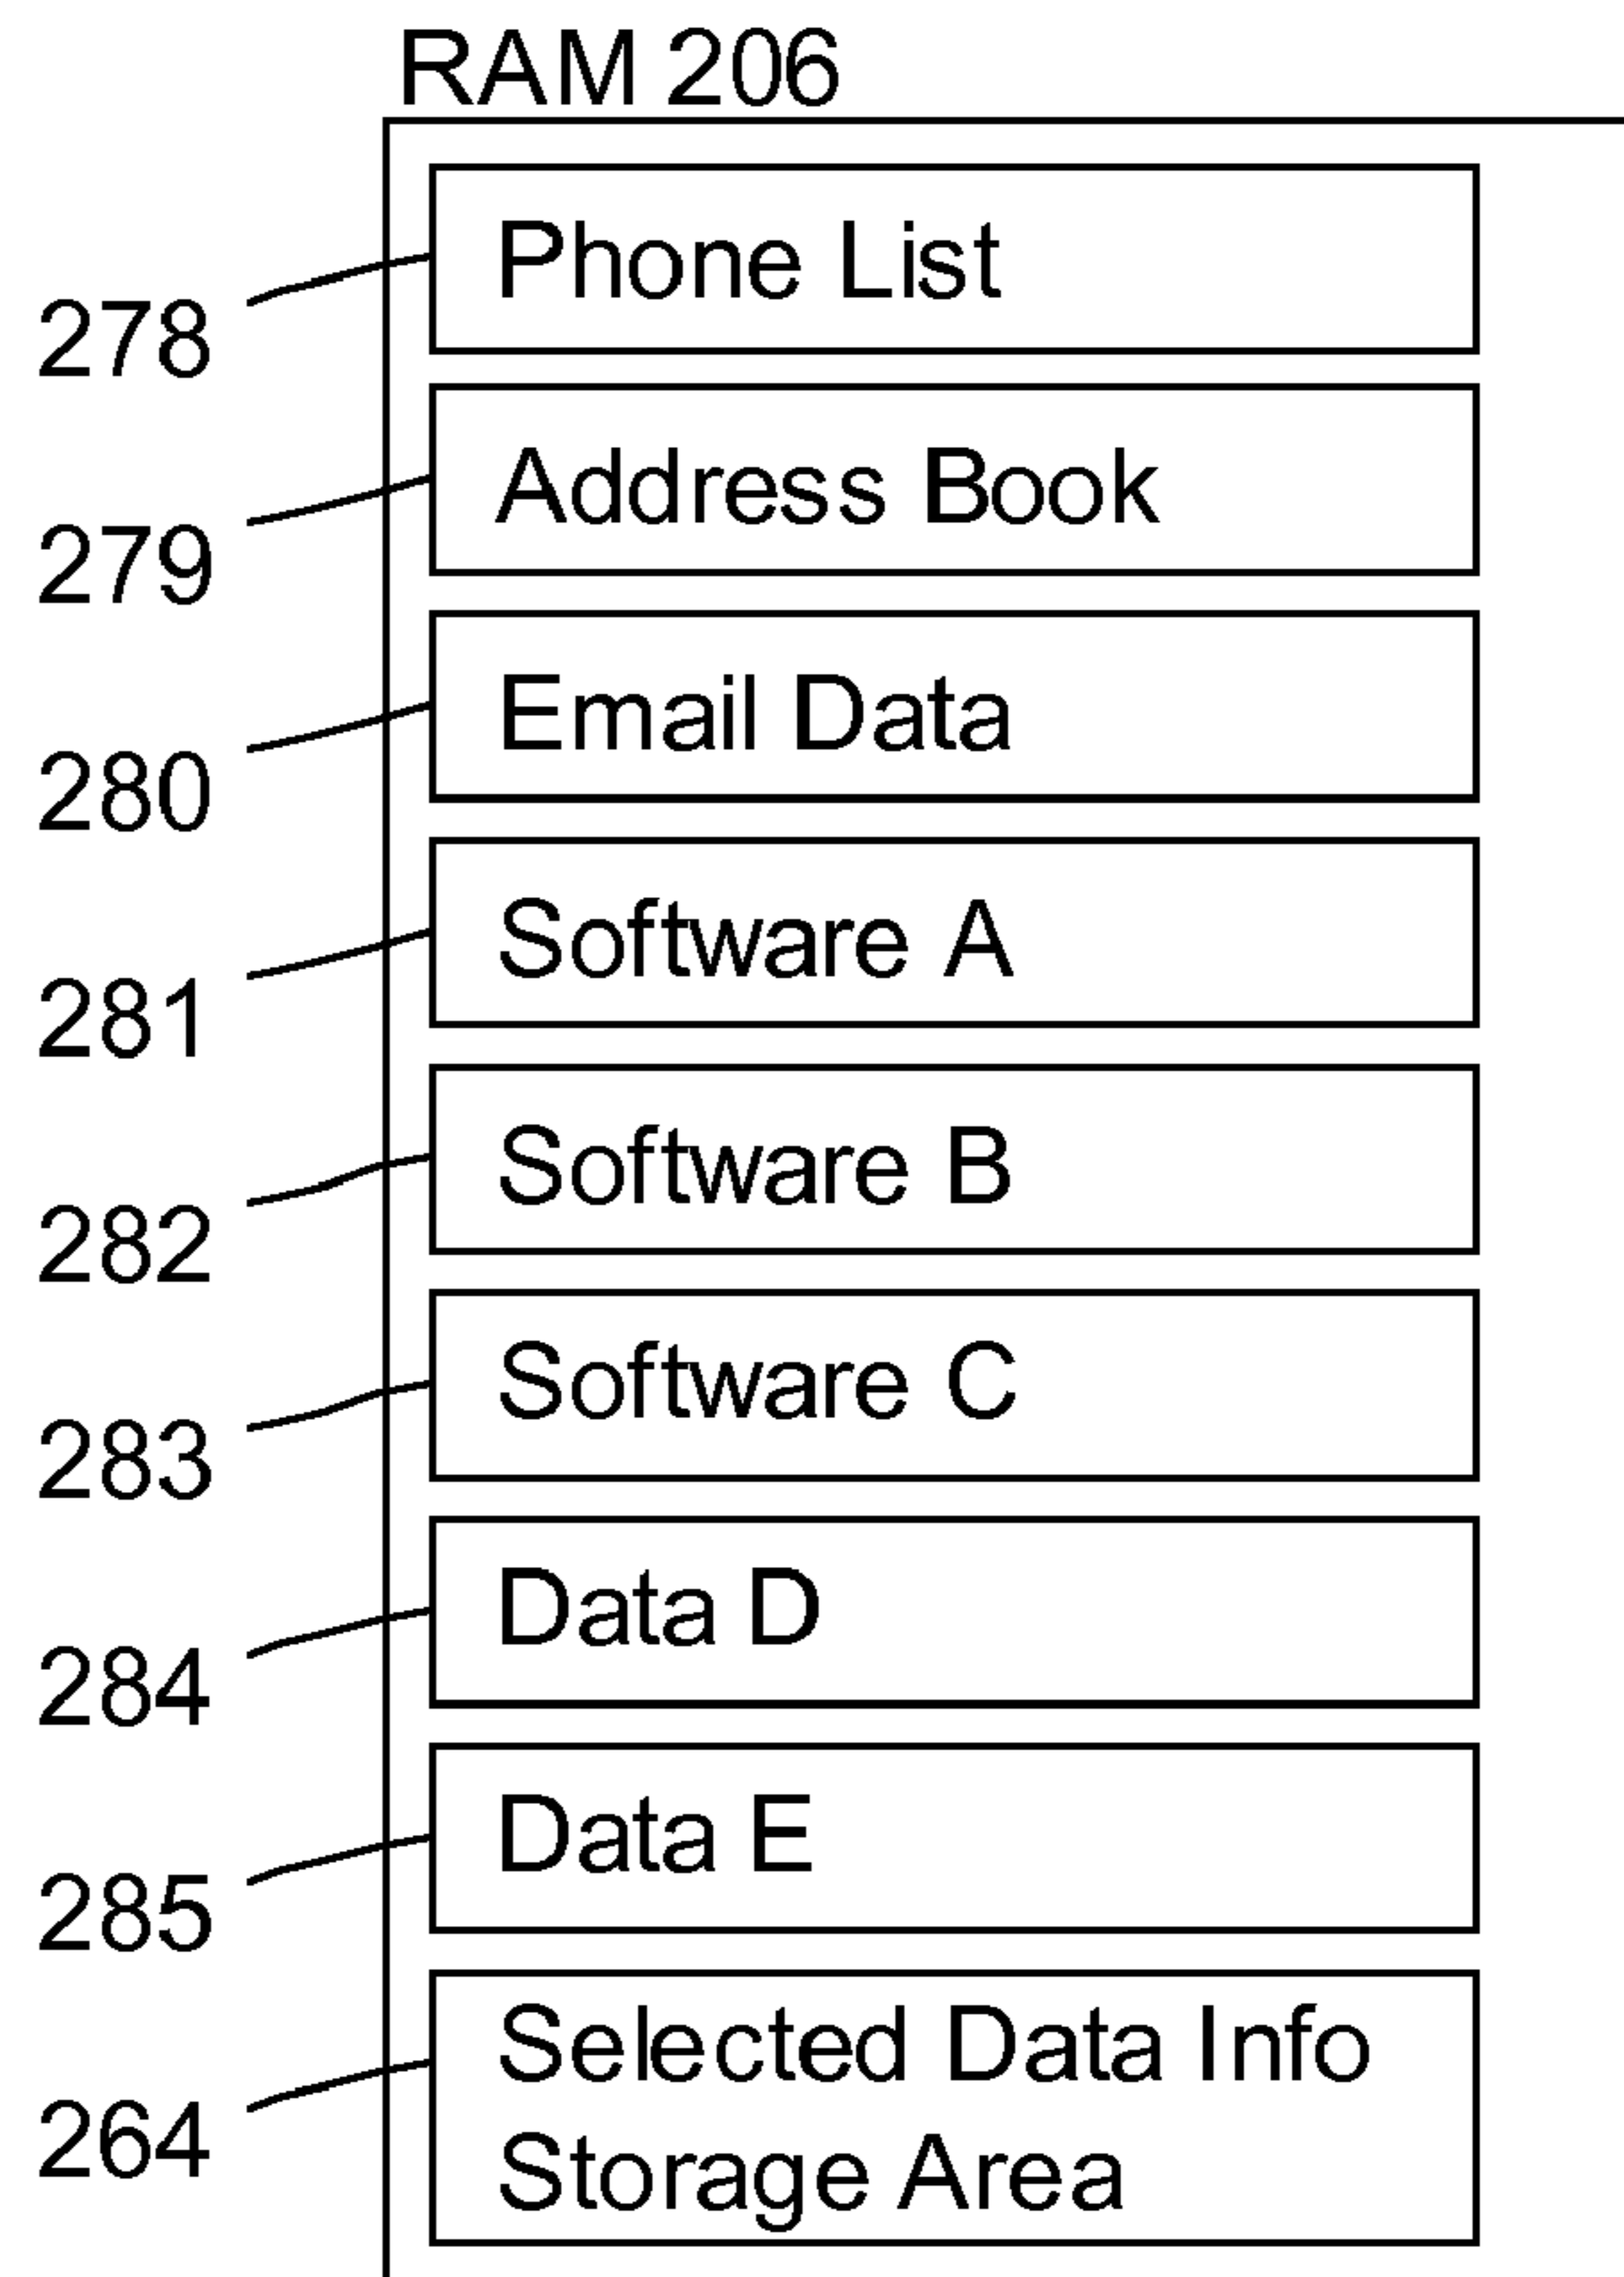 RAM 206
278 Phone List
279 Address Book
280 Email Data
281 Software A
282 Software B
283 Software C
284 Data D
285 Data E
264 Selected Data Info
Storage Area